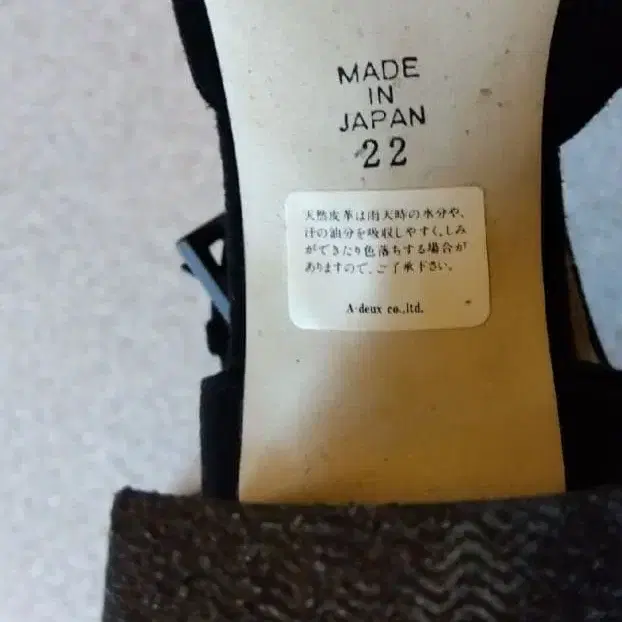 MADE
IN
JAPAN
22
天然皮革は雨天時の水分や、
汗の油分を吸収しやすく、しみ
ができたり色落ちする場合が
ありますので、ご了承下さい。
A·deux co.,ltd.